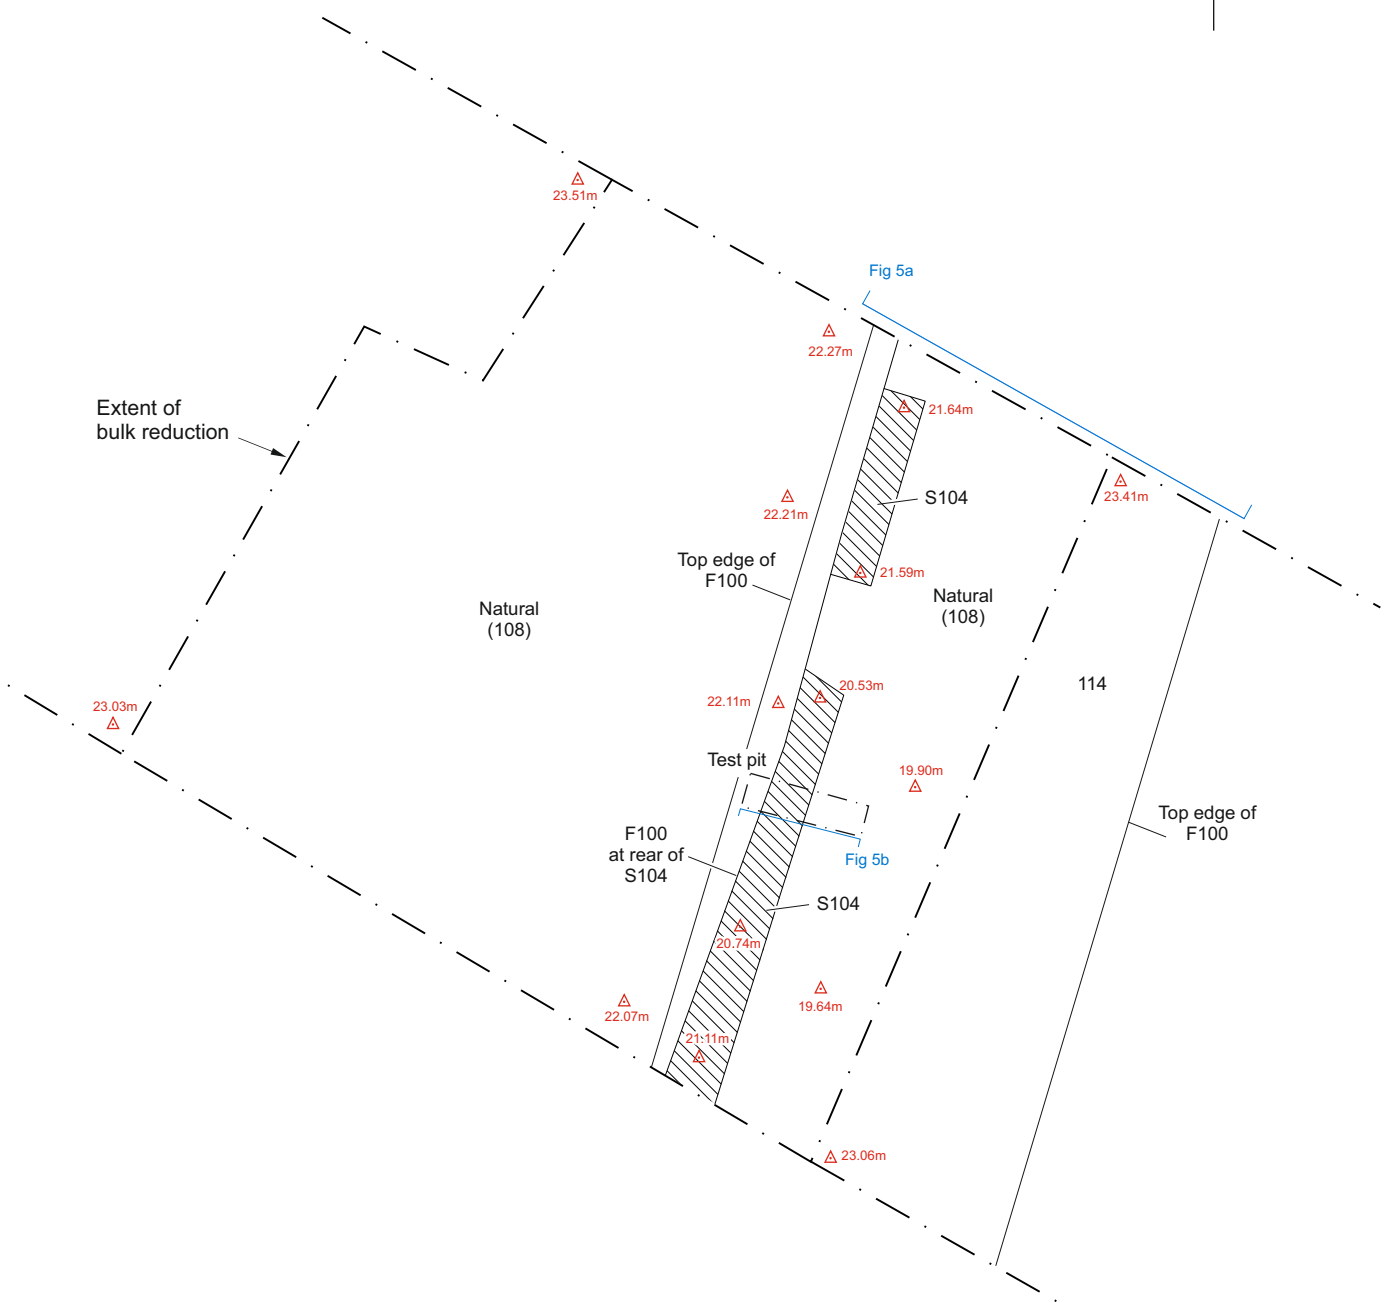 23.51m
Fig 5a
22.27m
Extent of
bulk reduction
21.64m
23.41m
S104
22.21m
Top edge of
F100
21.59m
Natural
(108)
Natural
(108)
114
20.53m
22.11m
23.03m
Test pit
19.90m
Top edge of
F100
F100
at rear of
S104
Fig 5b
S104
20.74m
19.64m
22.07m
21.11m
23.06m